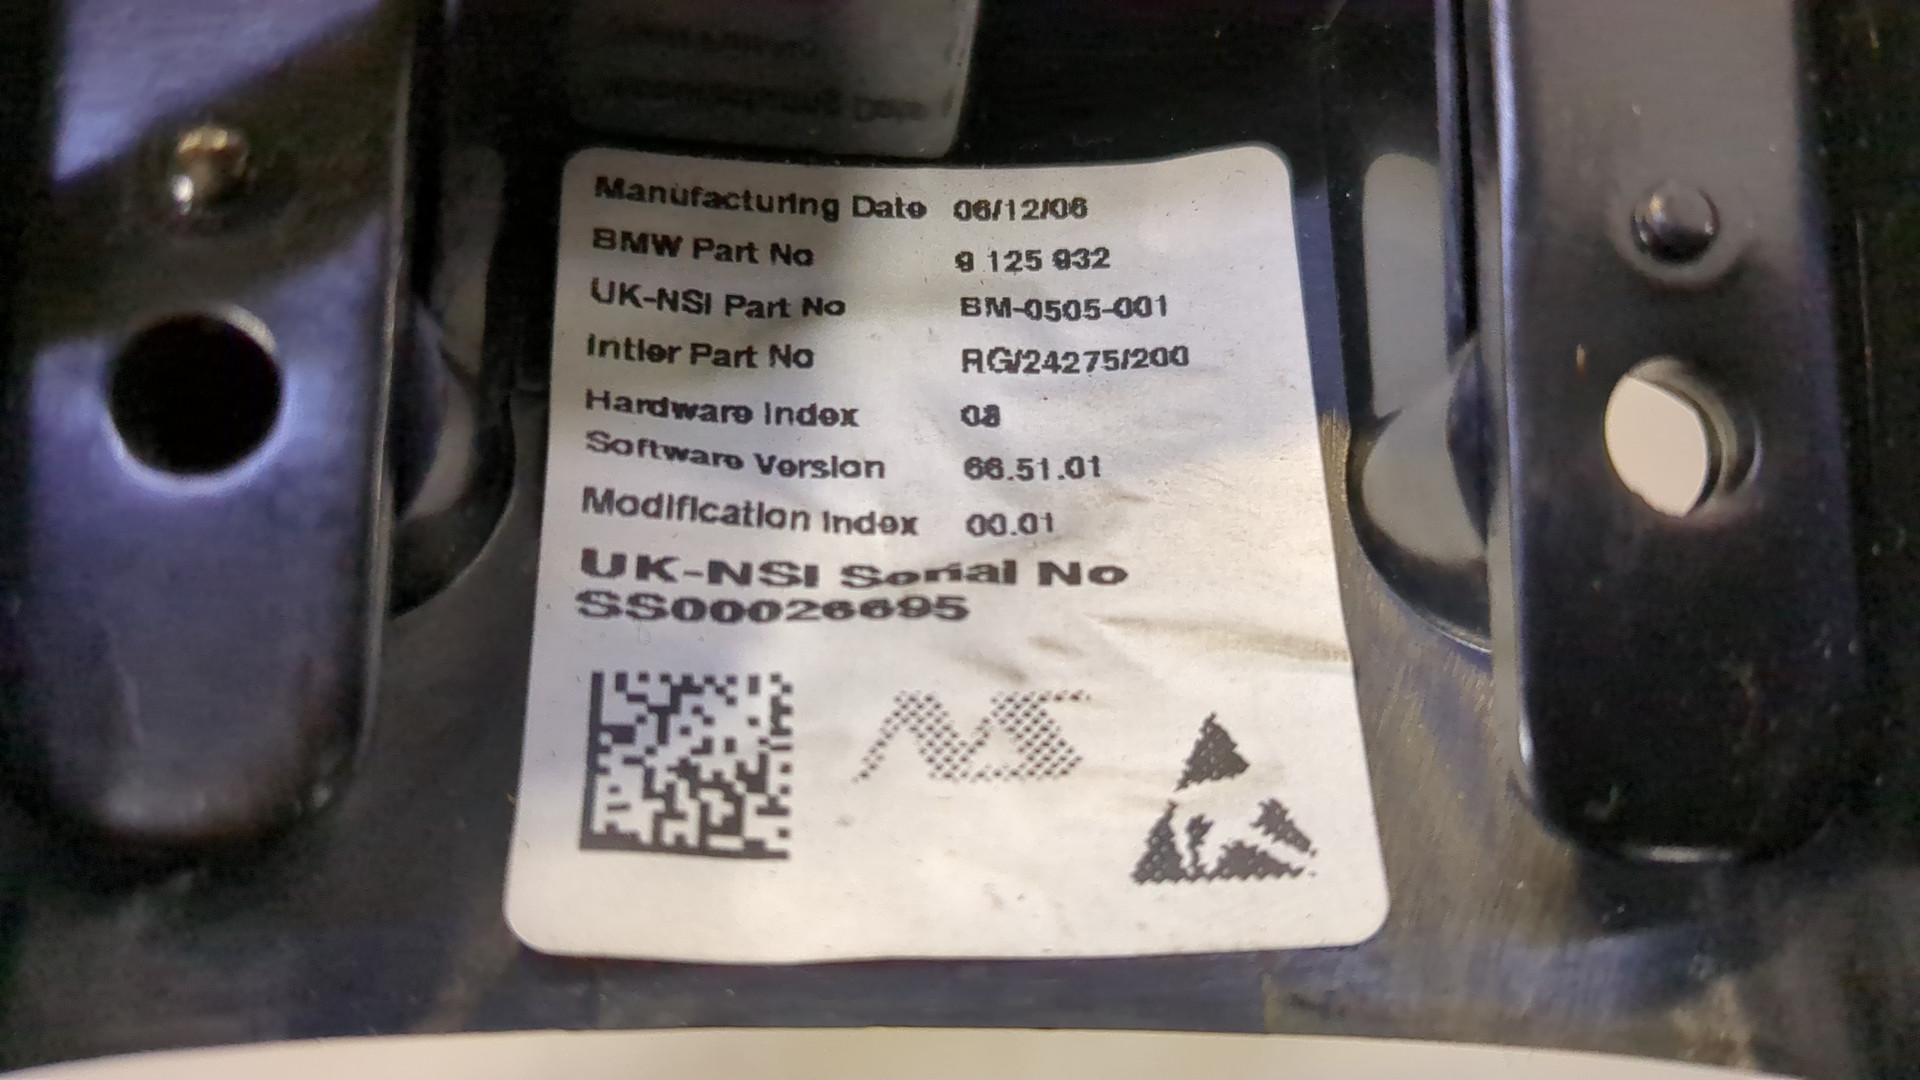 Manufacturing Date 06/12/06
BMW Part No 9 125 932
UK-NSI Part No BM-0505-001
Intier Part No RG/24275/200
Hardware Index 08
Software Version 66.51.01
Modification Index 00.01
UK-NSI Serial No
SS00026695